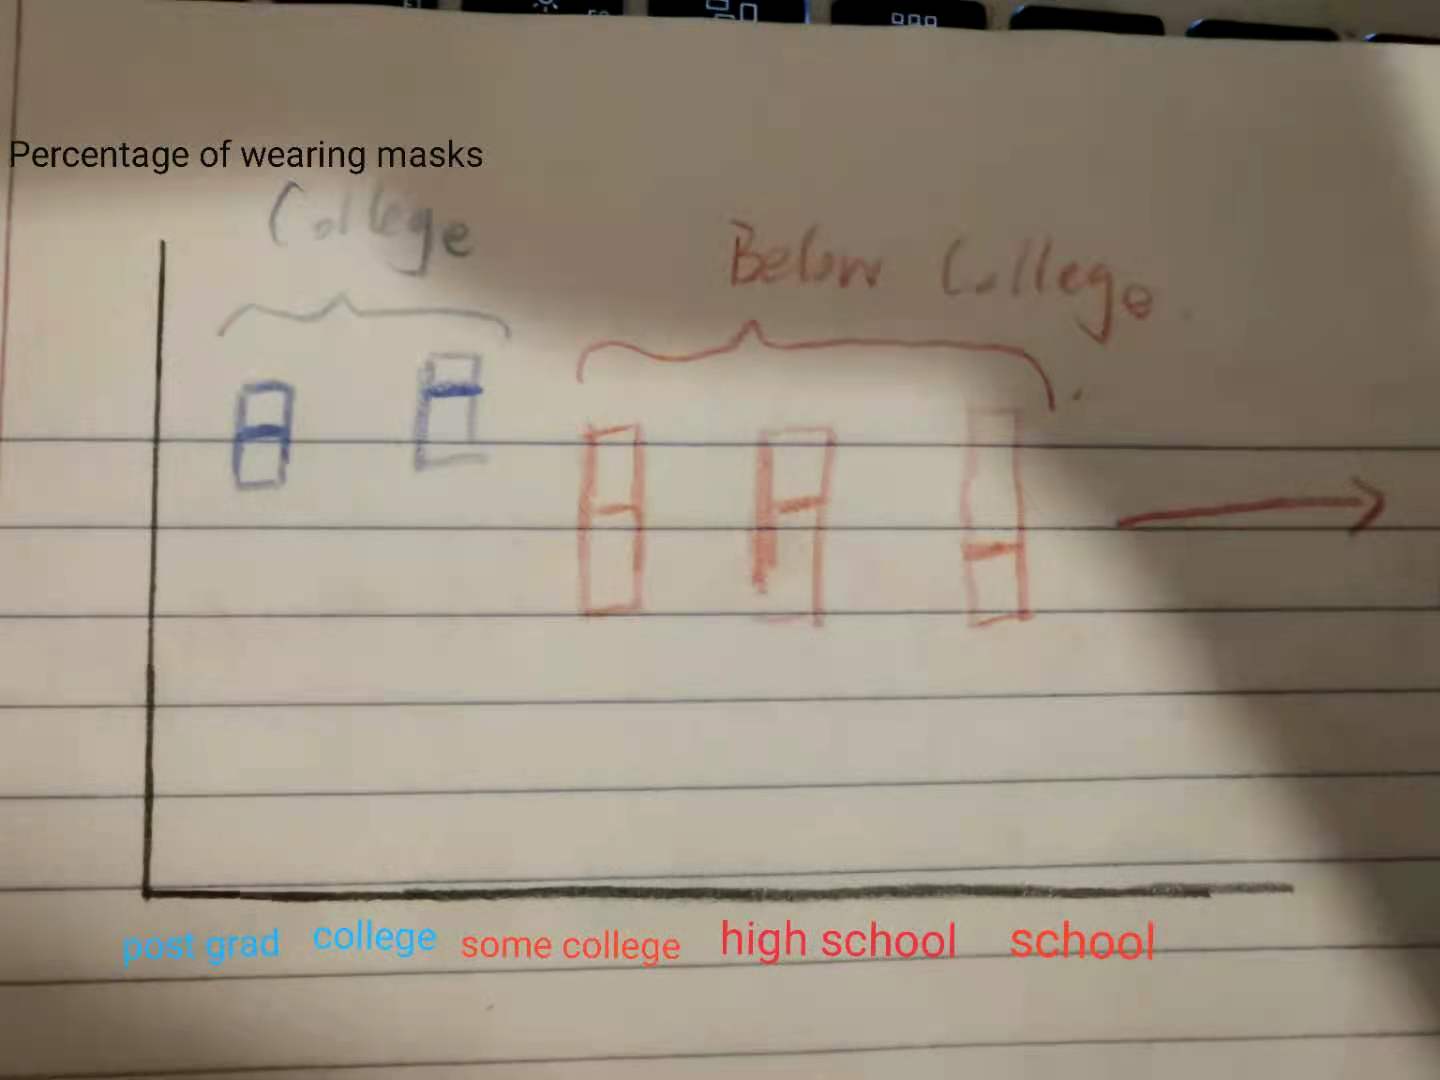 Percentage of wearing masks
College
Below College
post grad college some college high school school